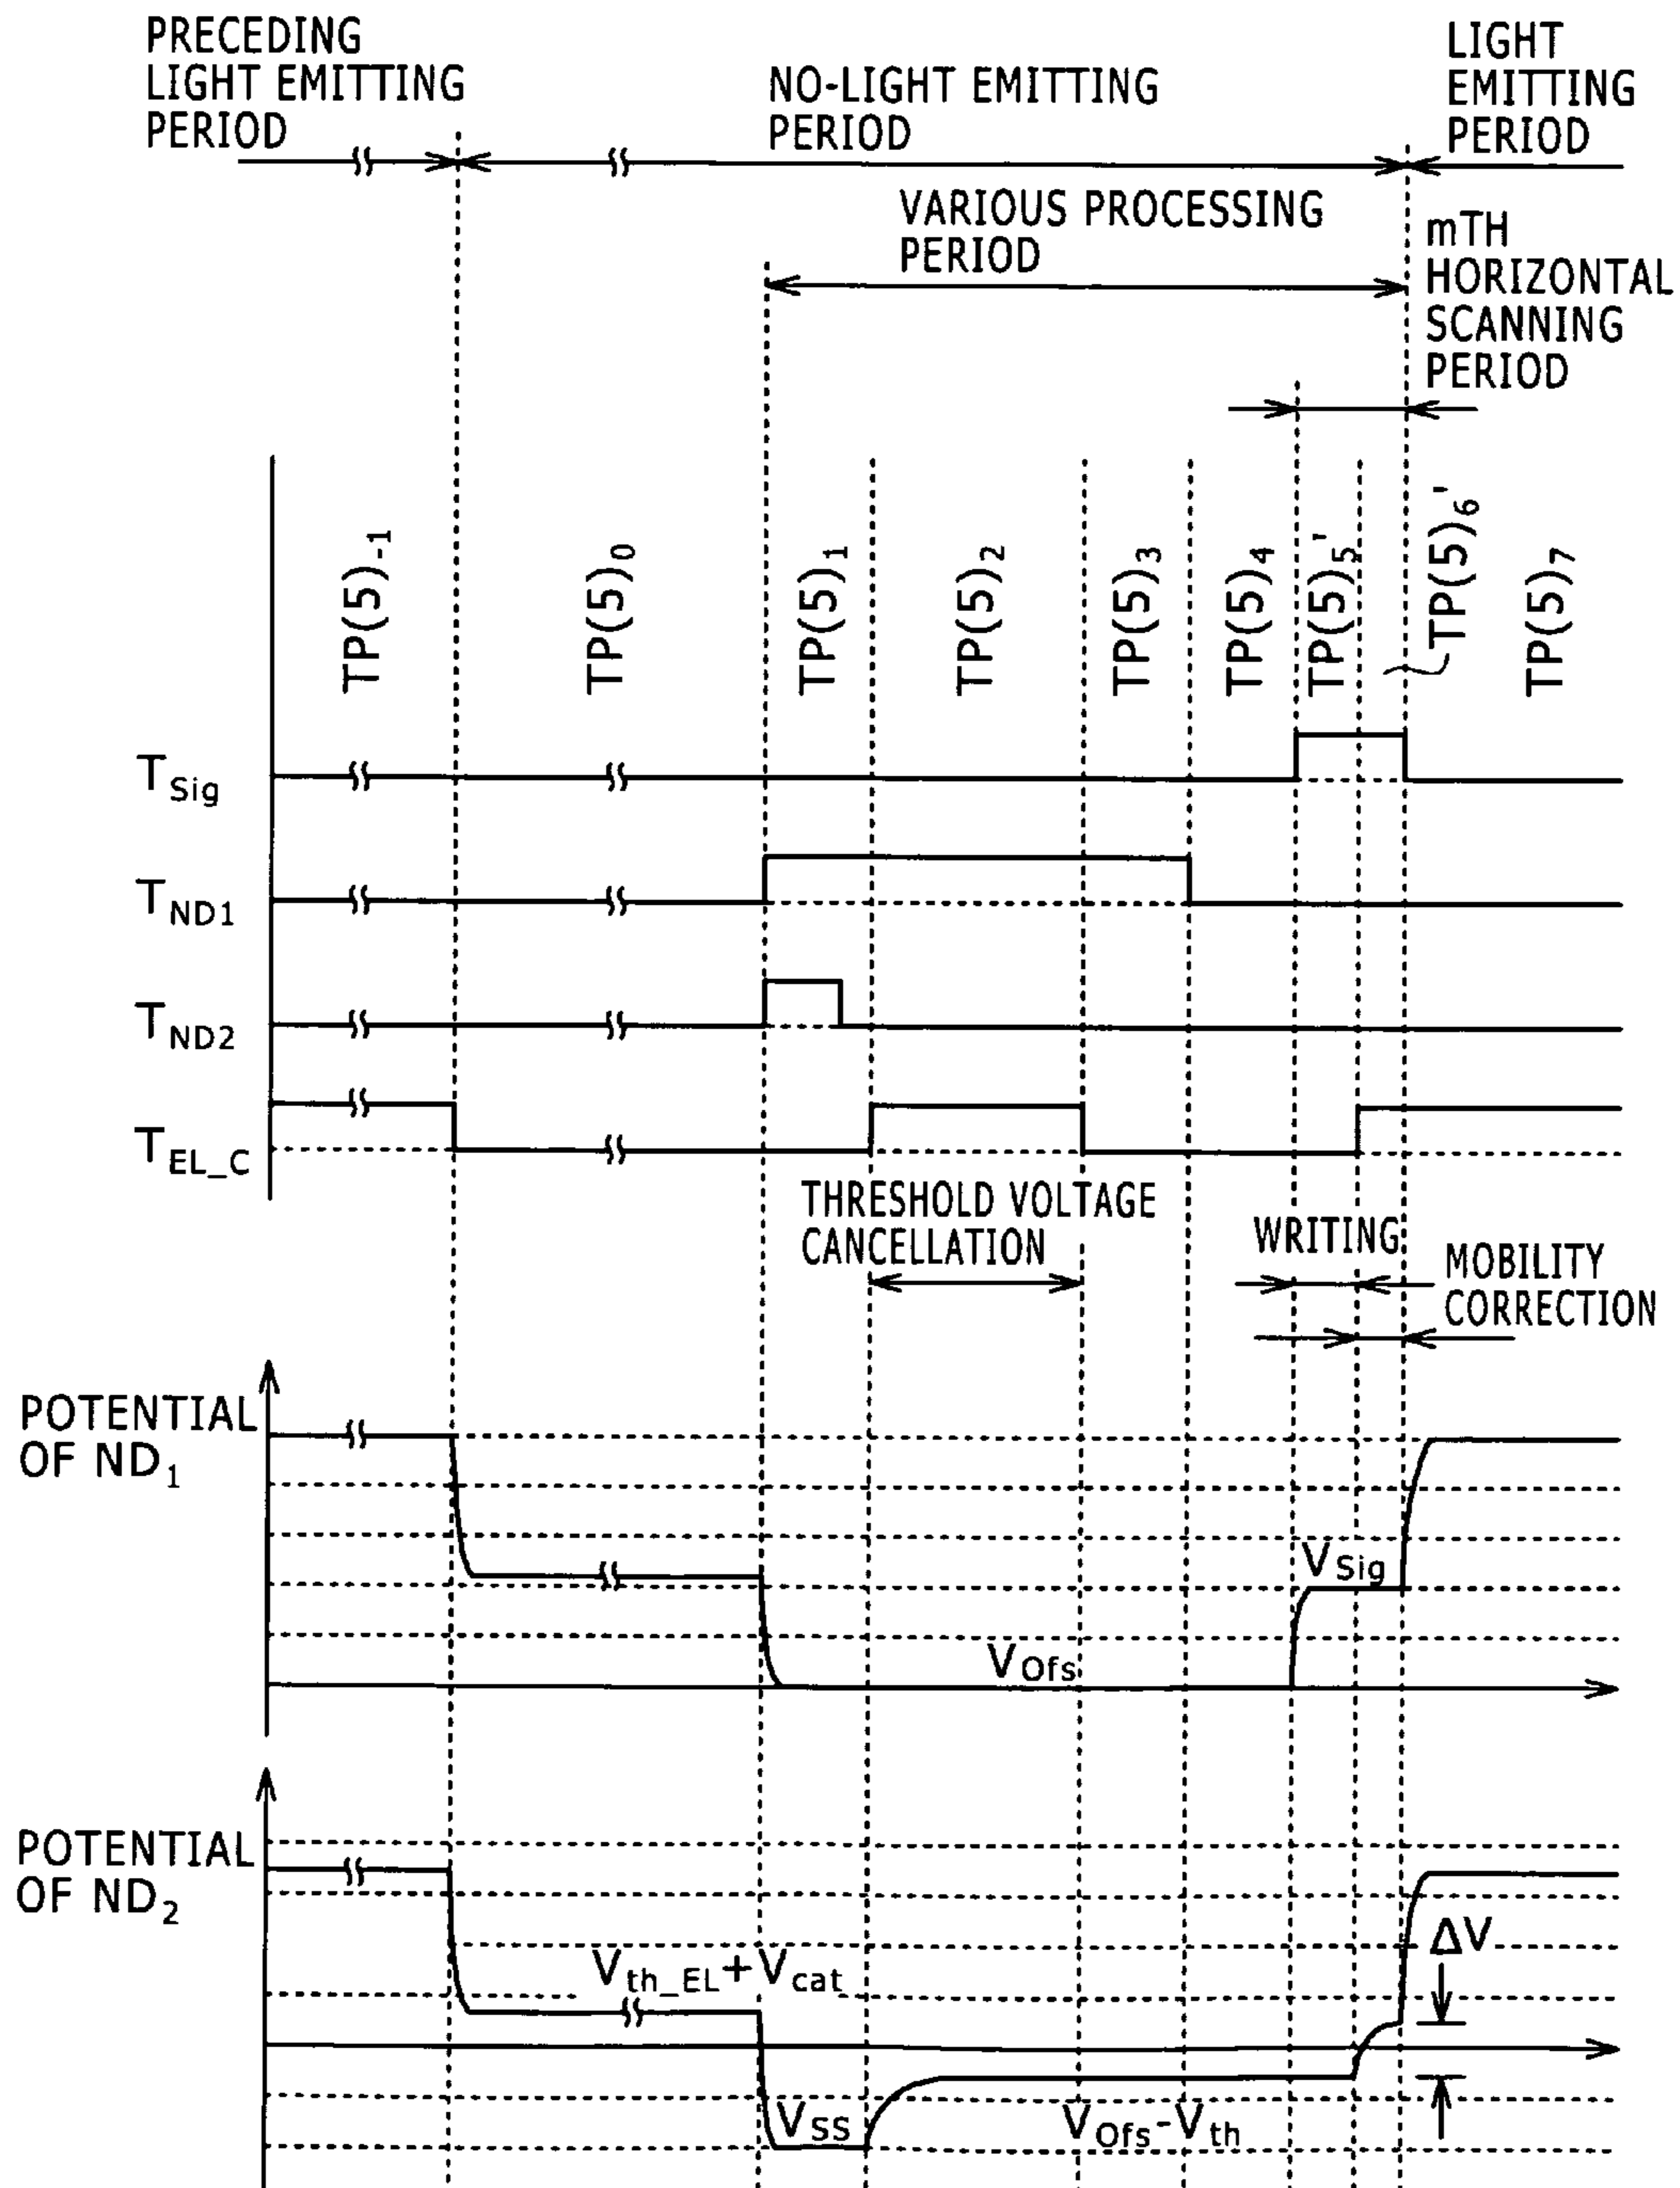 PRECEDING
LIGHT EMITTING
PERIOD
NO-LIGHT EMITTING
PERIOD
LIGHT
EMITTING
PERIOD
VARIOUS PROCESSING
PERIOD
mTH
HORIZONTAL
SCANNING
PERIOD
TP(5)-1
TP(5)0
TP(5)1
TP(5)2
TP(5)3
TP(5)4
TP(5)5'
TP(5)6'
TP(5)7
TSig
TND1
TND2
TEL_C
THRESHOLD VOLTAGE
CANCELLATION
WRITING
MOBILITY
CORRECTION
POTENTIAL
OF ND1
VSig
VOfs
POTENTIAL
OF ND2
Vth_EL+Vcat
ΔV
VSS
VOfs-Vth